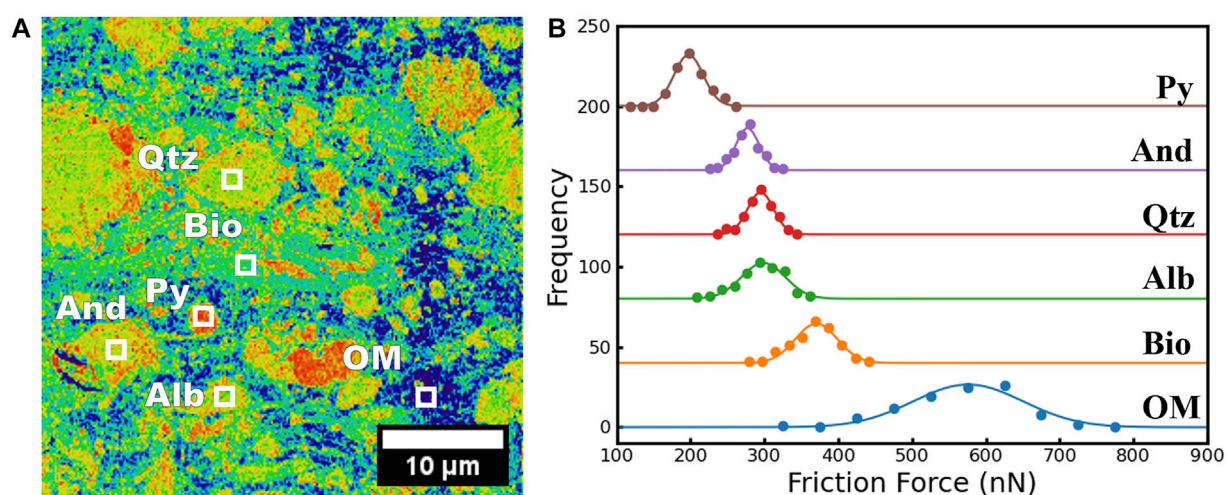 A
Qtz
Bio
Py
And
OM
Alb
10 µm
B
250
200
150
100
50
0
Frequency
Py
And
Qtz
Alb
Bio
OM
100 200 300 400 500 600 700 800 900
Friction Force (nN)